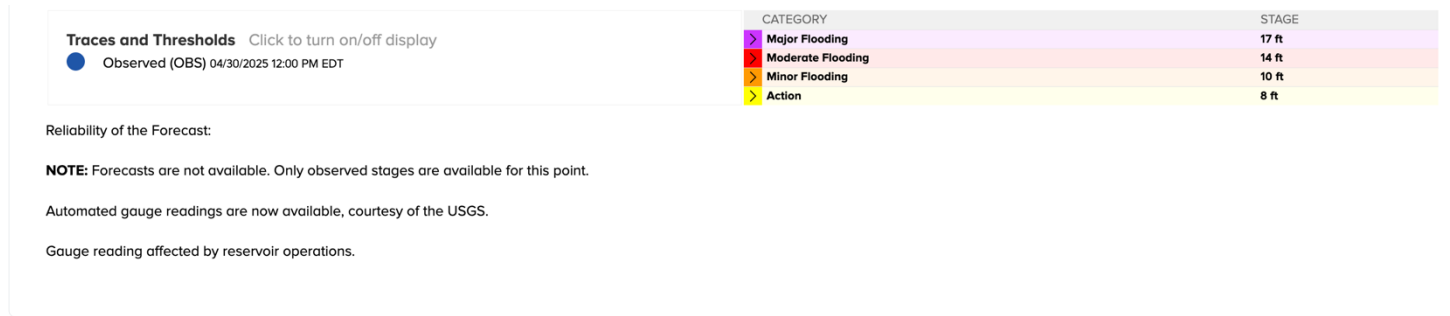 Traces and Thresholds Click to turn on/off display
Observed (OBS) 04/30/2025 12:00 PM EDT
CATEGORY STAGE
Major Flooding 17 ft
Moderate Flooding 14 ft
Minor Flooding 10 ft
Action 8 ft
Reliability of the Forecast:
NOTE: Forecasts are not available. Only observed stages are available for this point.
Automated gauge readings are now available, courtesy of the USGS.
Gauge reading affected by reservoir operations.